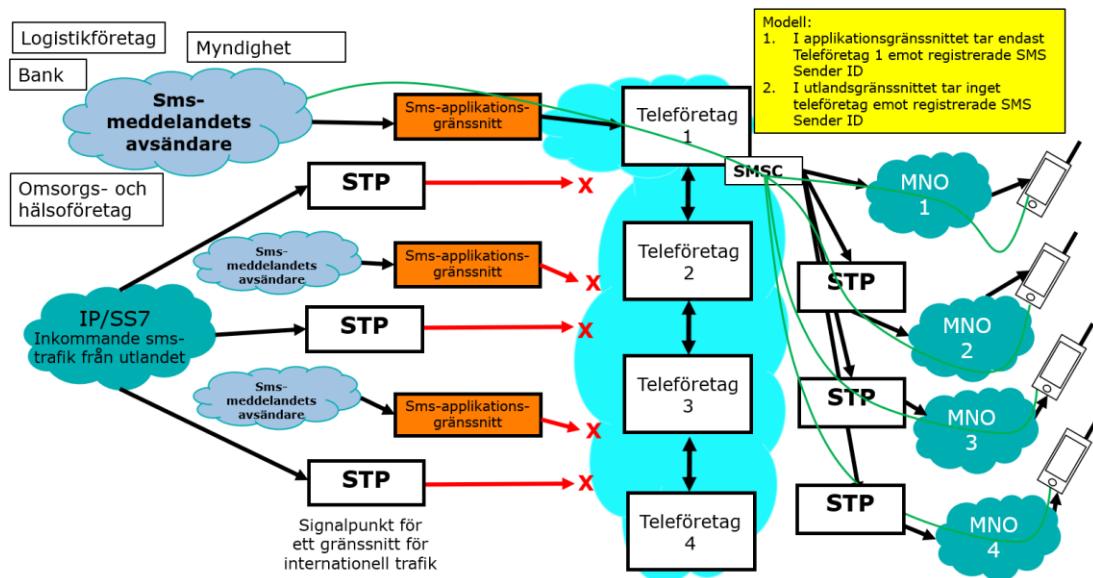 Logistikföretag
Myndighet
Bank
Sms-
meddelandets
avsändare
Omsorgs- och
hälsoföretag
Sms-applikations-
gränssnitt
Teleföretag
1
Modell:
1. I applikationsgränssnittet tar endast
Teleföretag 1 emot registrerade SMS
Sender ID
2. I utlandsgränssnittet tar inget
teleföretag emot registrerade SMS
Sender ID
STP
X
SMSC
MNO
1
Sms-
meddelandets
avsändare
Sms-applikations-
gränssnitt
X
Teleföretag
2
STP
IP/SS7
Inkommande sms-
trafik från utlandet
STP
X
MNO
2
Sms-
meddelandets
avsändare
Sms-applikations-
gränssnitt
X
Teleföretag
3
STP
MNO
3
STP
X
Signalpunkt för
ett gränssnitt för
internationell trafik
Teleföretag
4
STP
MNO
4